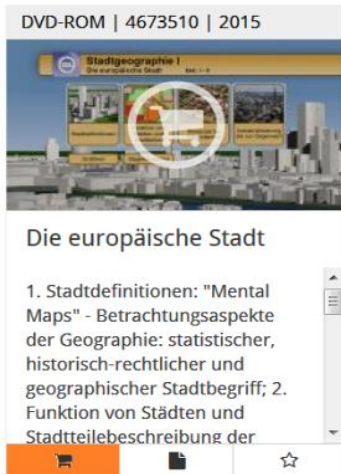 DVD-ROM | 4673510 | 2015
Stadtgeographie I
Die europäische Stadt
Die europäische Stadt
1. Stadtdefinitionen: "Mental
Maps" - Betrachtungsaspekte
der Geographie: statistischer,
historisch-rechtlicher und
geographischer Stadtbegriff; 2.
Funktion von Städten und
Stadtteilebeschreibung der